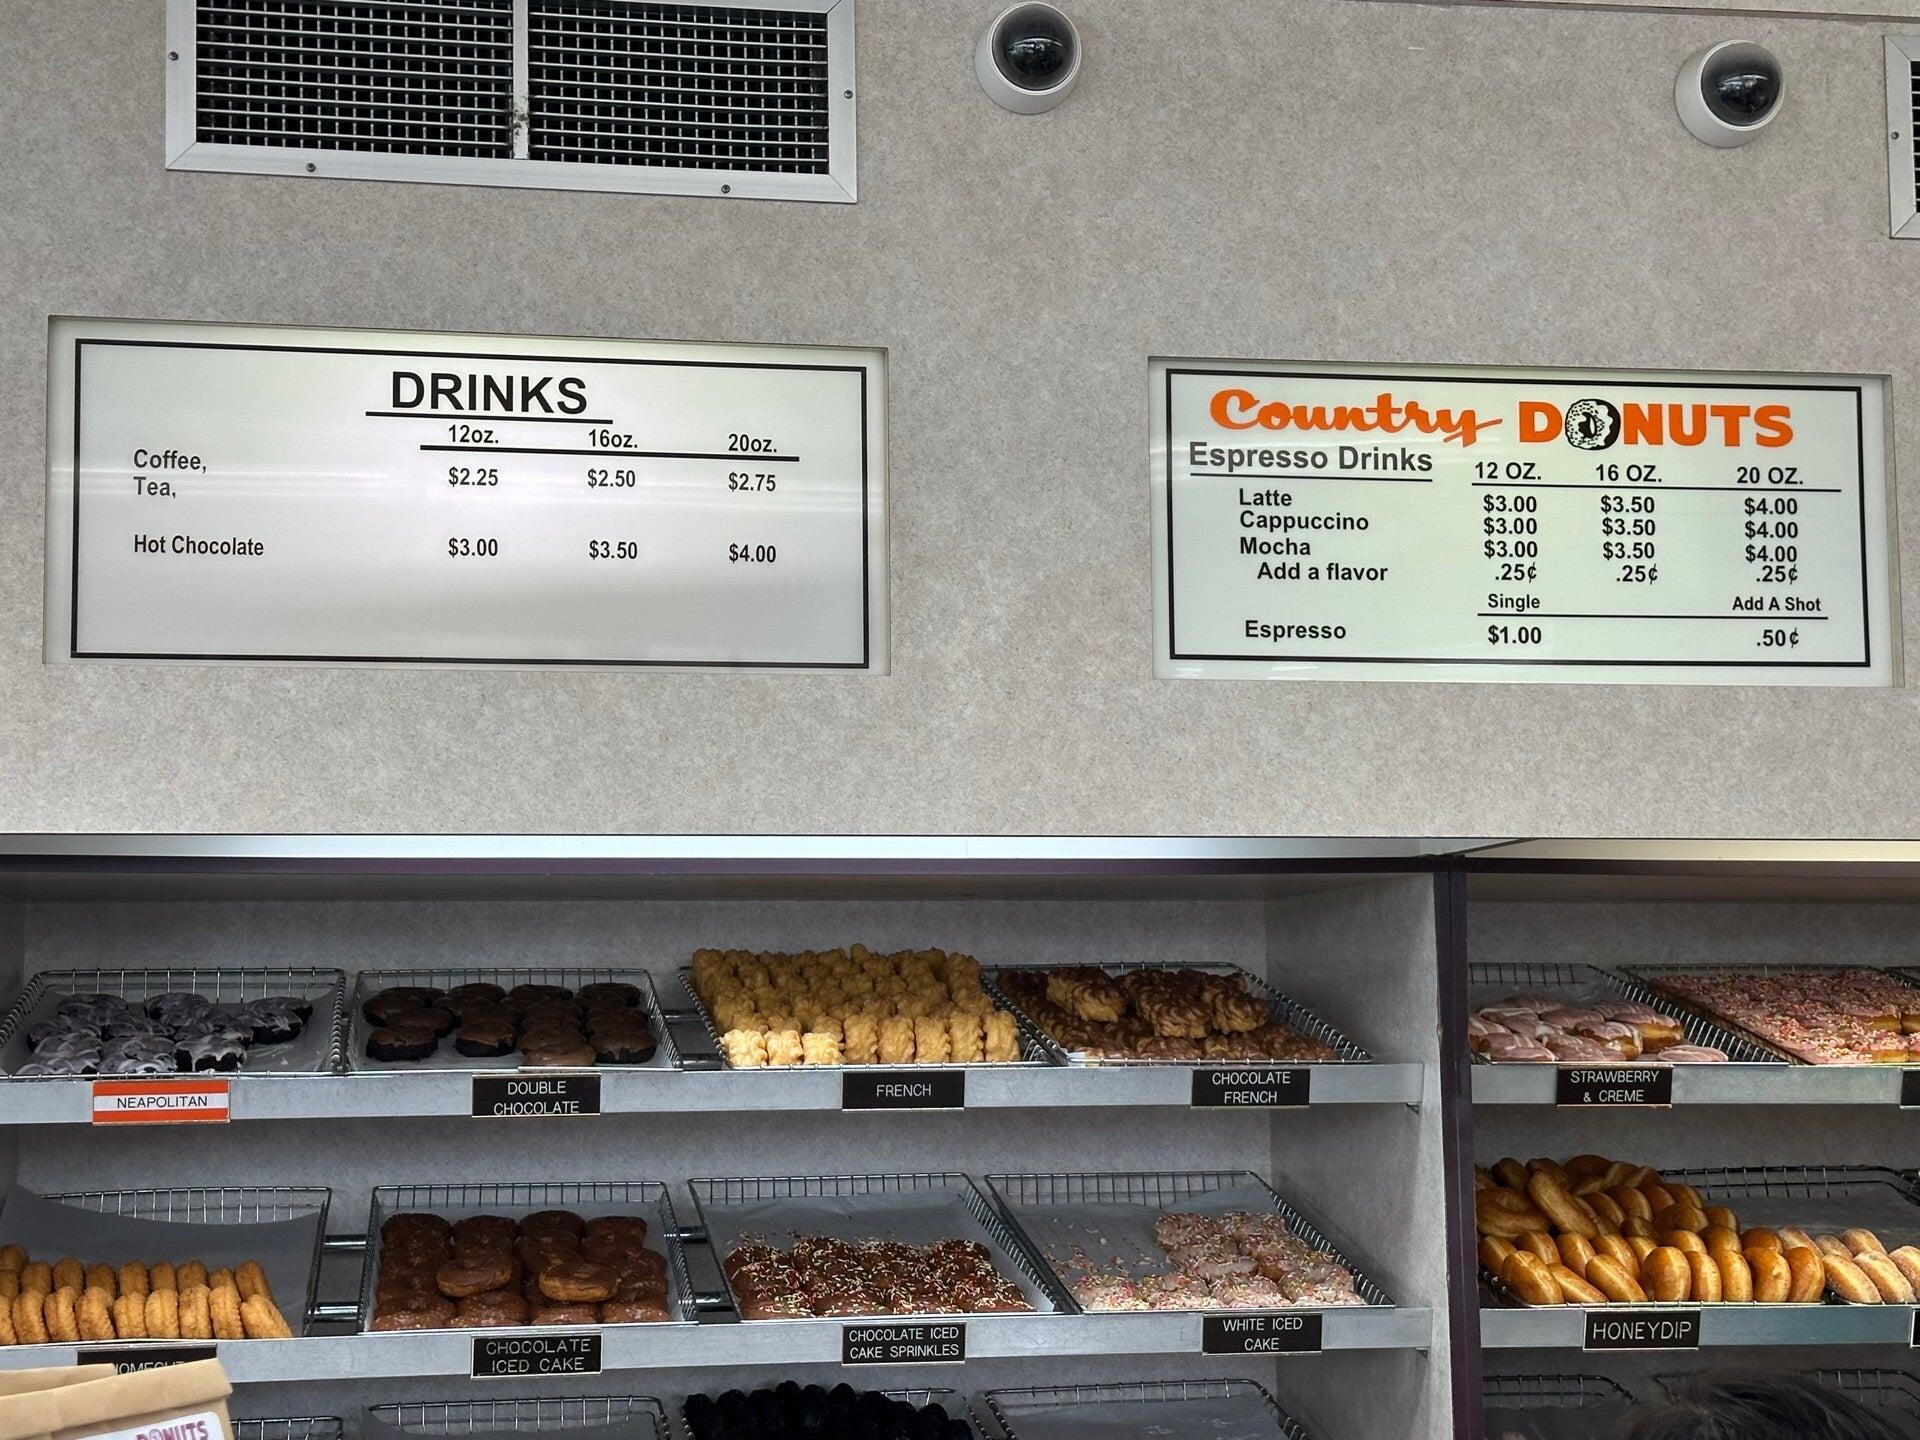 DRINKS
12oz. 16oz. 20oz.
Coffee,
Tea,
$2.25 $2.50 $2.75
Hot Chocolate $3.00 $3.50 $4.00
Country DONUTS
Espresso Drinks 12 OZ. 16 OZ. 20 OZ.
Latte $3.00 $3.50 $4.00
Cappuccino $3.00 $3.50 $4.00
Mocha $3.00 $3.50 $4.00
Add a flavor .25¢ .25¢ .25¢
Single Add A Shot
Espresso $1.00 .50¢
NEAPOLITAN
DOUBLE
CHOCOLATE
FRENCH
CHOCOLATE
FRENCH
STRAWBERRY
& CREME
CHOCOLATE
ICED CAKE
CHOCOLATE ICED
CAKE SPRINKLES
WHITE ICED
CAKE
HONEYDIP
DONUTS